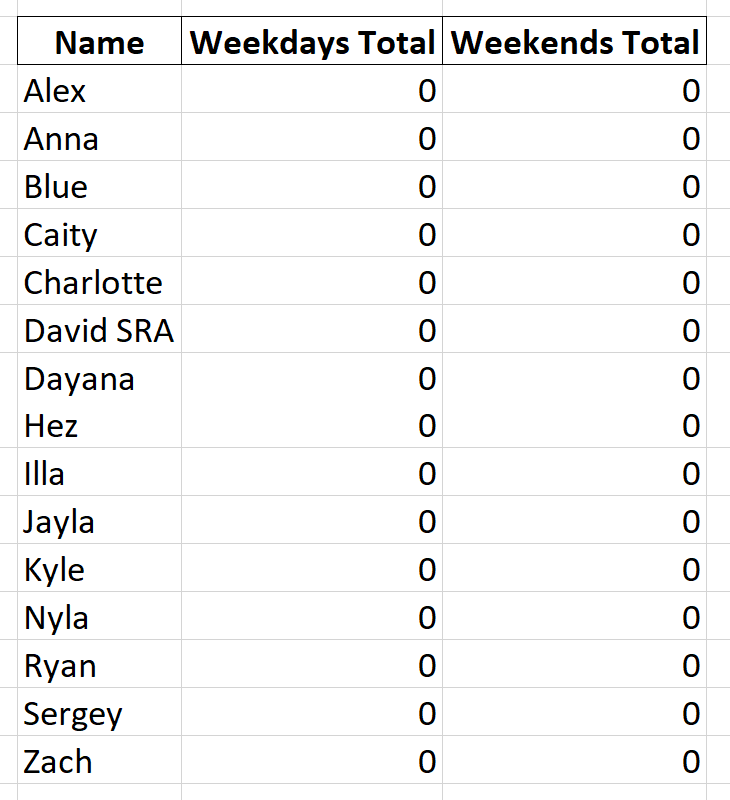 Name Weekdays Total Weekends Total
Alex 0 0
Anna 0 0
Blue 0 0
Caity 0 0
Charlotte 0 0
David SRA 0 0
Dayana 0 0
Hez 0 0
Illa 0 0
Jayla 0 0
Kyle 0 0
Nyla 0 0
Ryan 0 0
Sergey 0 0
Zach 0 0